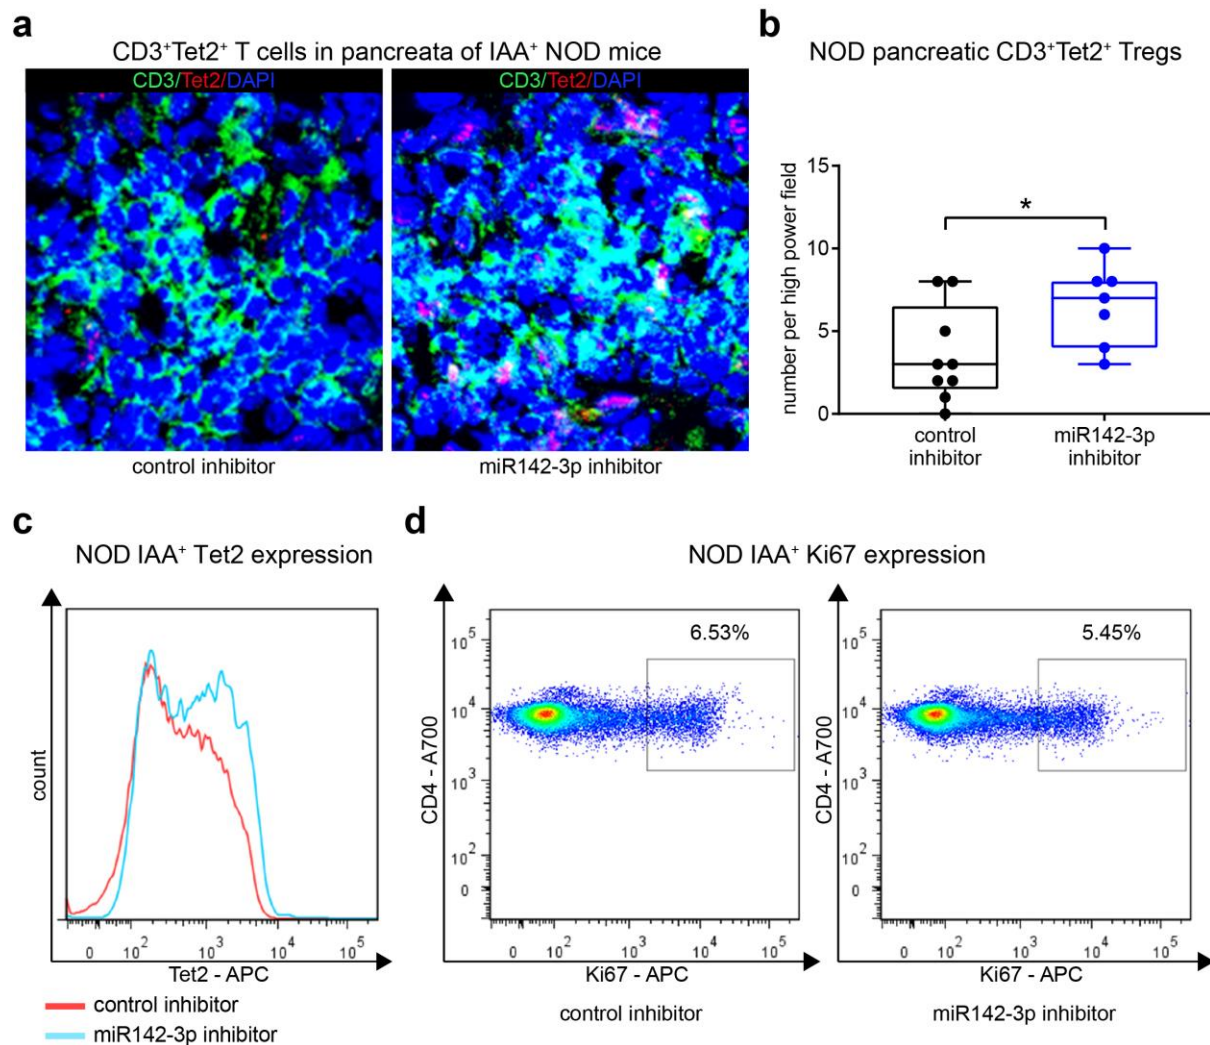 a
CD3⁺Tet2⁺ T cells in pancreata of IAA⁺ NOD mice
CD3/Tet2/DAPI
CD3/Tet2/DAPI
control inhibitor
miR142-3p inhibitor
b
NOD pancreatic CD3⁺Tet2⁺ Tregs
number per high power field
15
10
5
0
*
control
inhibitor
miR142-3p
inhibitor
c
NOD IAA⁺ Tet2 expression
count
0 10² 10³ 10⁴ 10⁵
Tet2 - APC
control inhibitor
miR142-3p inhibitor
d
NOD IAA⁺ Ki67 expression
CD4 - A700
10⁵
10⁴
10³
10²
0
6.53%
0 10² 10³ 10⁴ 10⁵
Ki67 - APC
control inhibitor
CD4 - A700
10⁵
10⁴
10³
10²
0
5.45%
0 10² 10³ 10⁴ 10⁵
Ki67 - APC
miR142-3p inhibitor